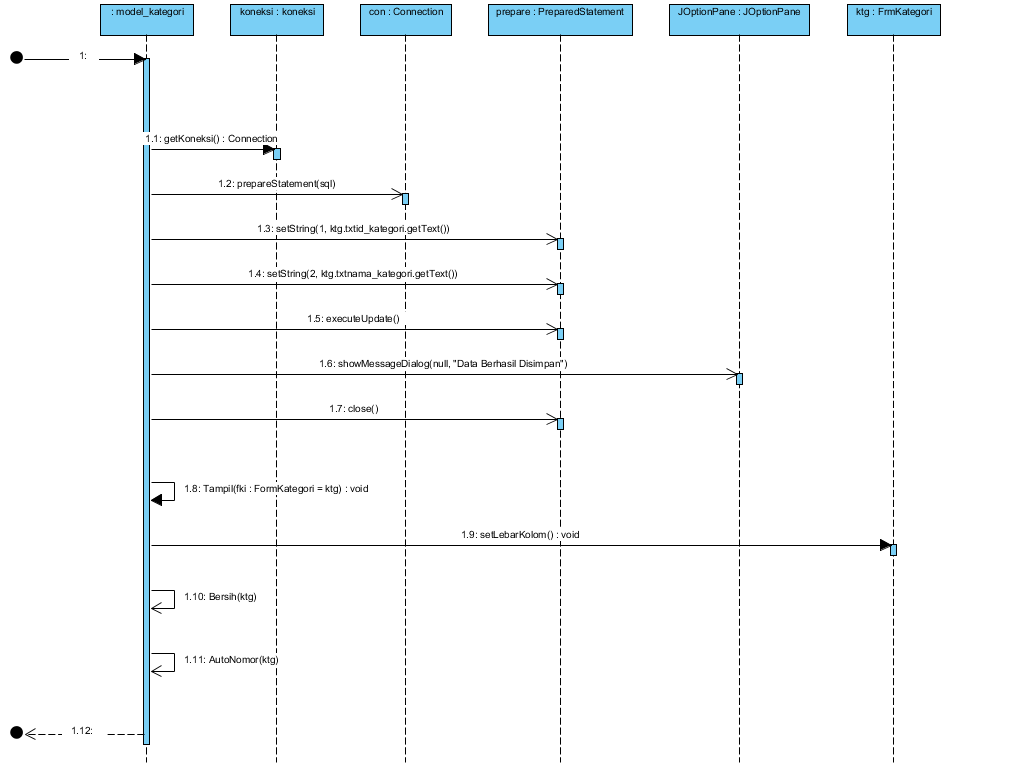 : model_kategori
koneksi : koneksi
con : Connection
prepare : PreparedStatement
JOptionPane : JOptionPane
ktg : FrmKategori
1:
1.1: getKoneksi() : Connection
1.2: prepareStatement(sql)
1.3: setString(1, ktg.txtid_kategori.getText())
1.4: setString(2, ktg.txtnama_kategori.getText())
1.5: executeUpdate()
1.6: showMessageDialog(null, "Data Berhasil Disimpan")
1.7: close()
1.8: Tampil(fki : FormKategori = ktg) : void
1.9: setLebarKolom() : void
1.10: Bersih(ktg)
1.11: AutoNomor(ktg)
1.12: